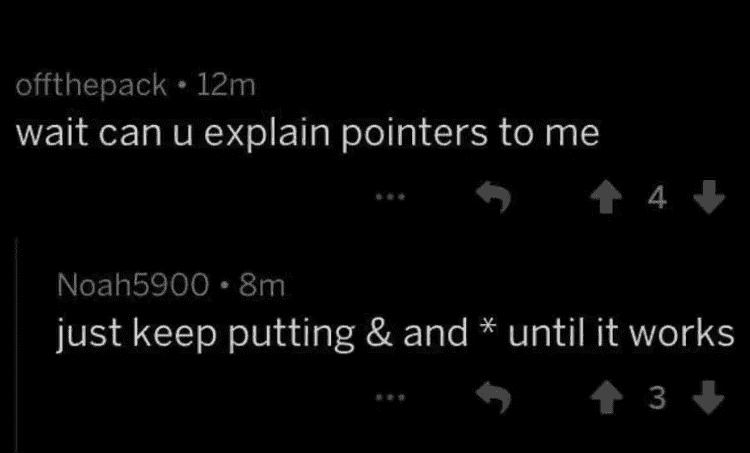 offthepack • 12m
wait can u explain pointers to me
... 4
Noah5900 • 8m
just keep putting & and * until it works
... 3